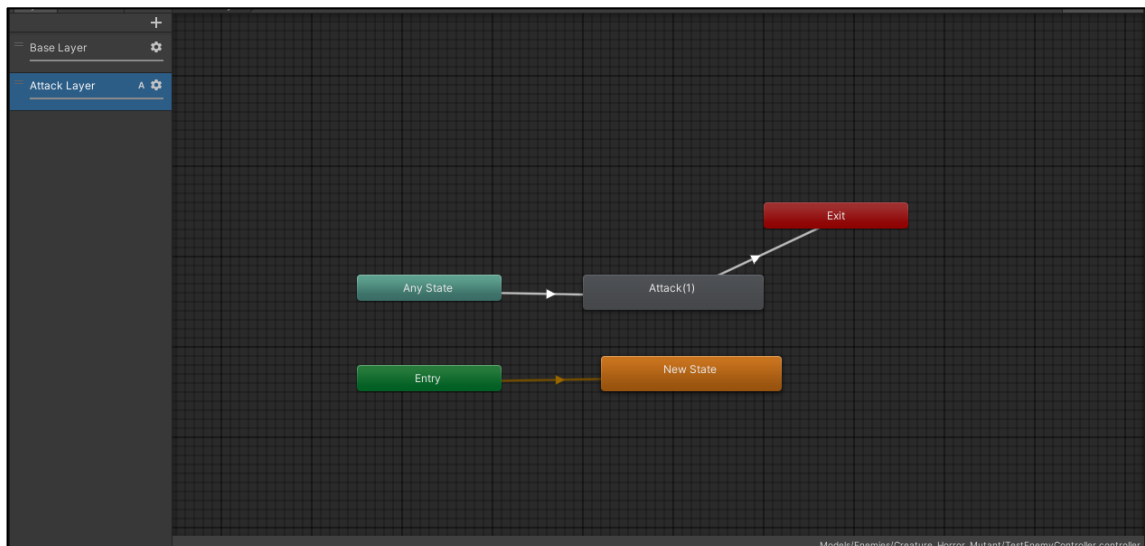 +
Base Layer
Attack Layer A
Exit
Any State
Attack(1)
New State
Entry
Models/Enemies/Creature_Horror_Mutant/TestEnemyController.controller